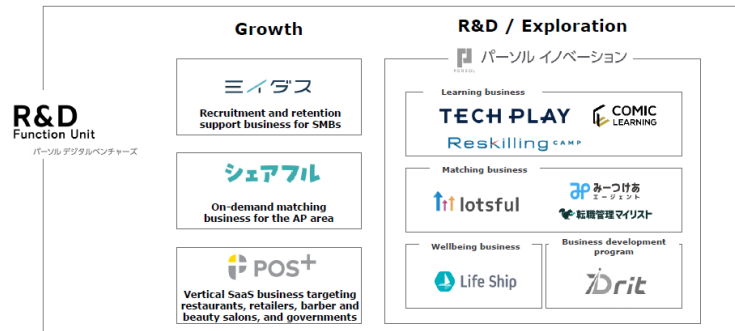 Growth
R&D / Exploration
PERSOL
パーソル イノベーション
R&D
Function Unit
パーソル デジタルベンチャーズ
ミイダス
Recruitment and retention
support business for SMBs
シェアフル
On-demand matching
business for the AP area
POS+
Vertical SaaS business targeting
restaurants, retailers, barber and
beauty salons, and governments
Learning business
TECH PLAY
COMIC
LEARNING
Reskilling CAMP
Matching business
lotsful
みーつけあ
エージェント
転職管理マイリスト
Wellbeing business
Life Ship
Business development
program
Drit